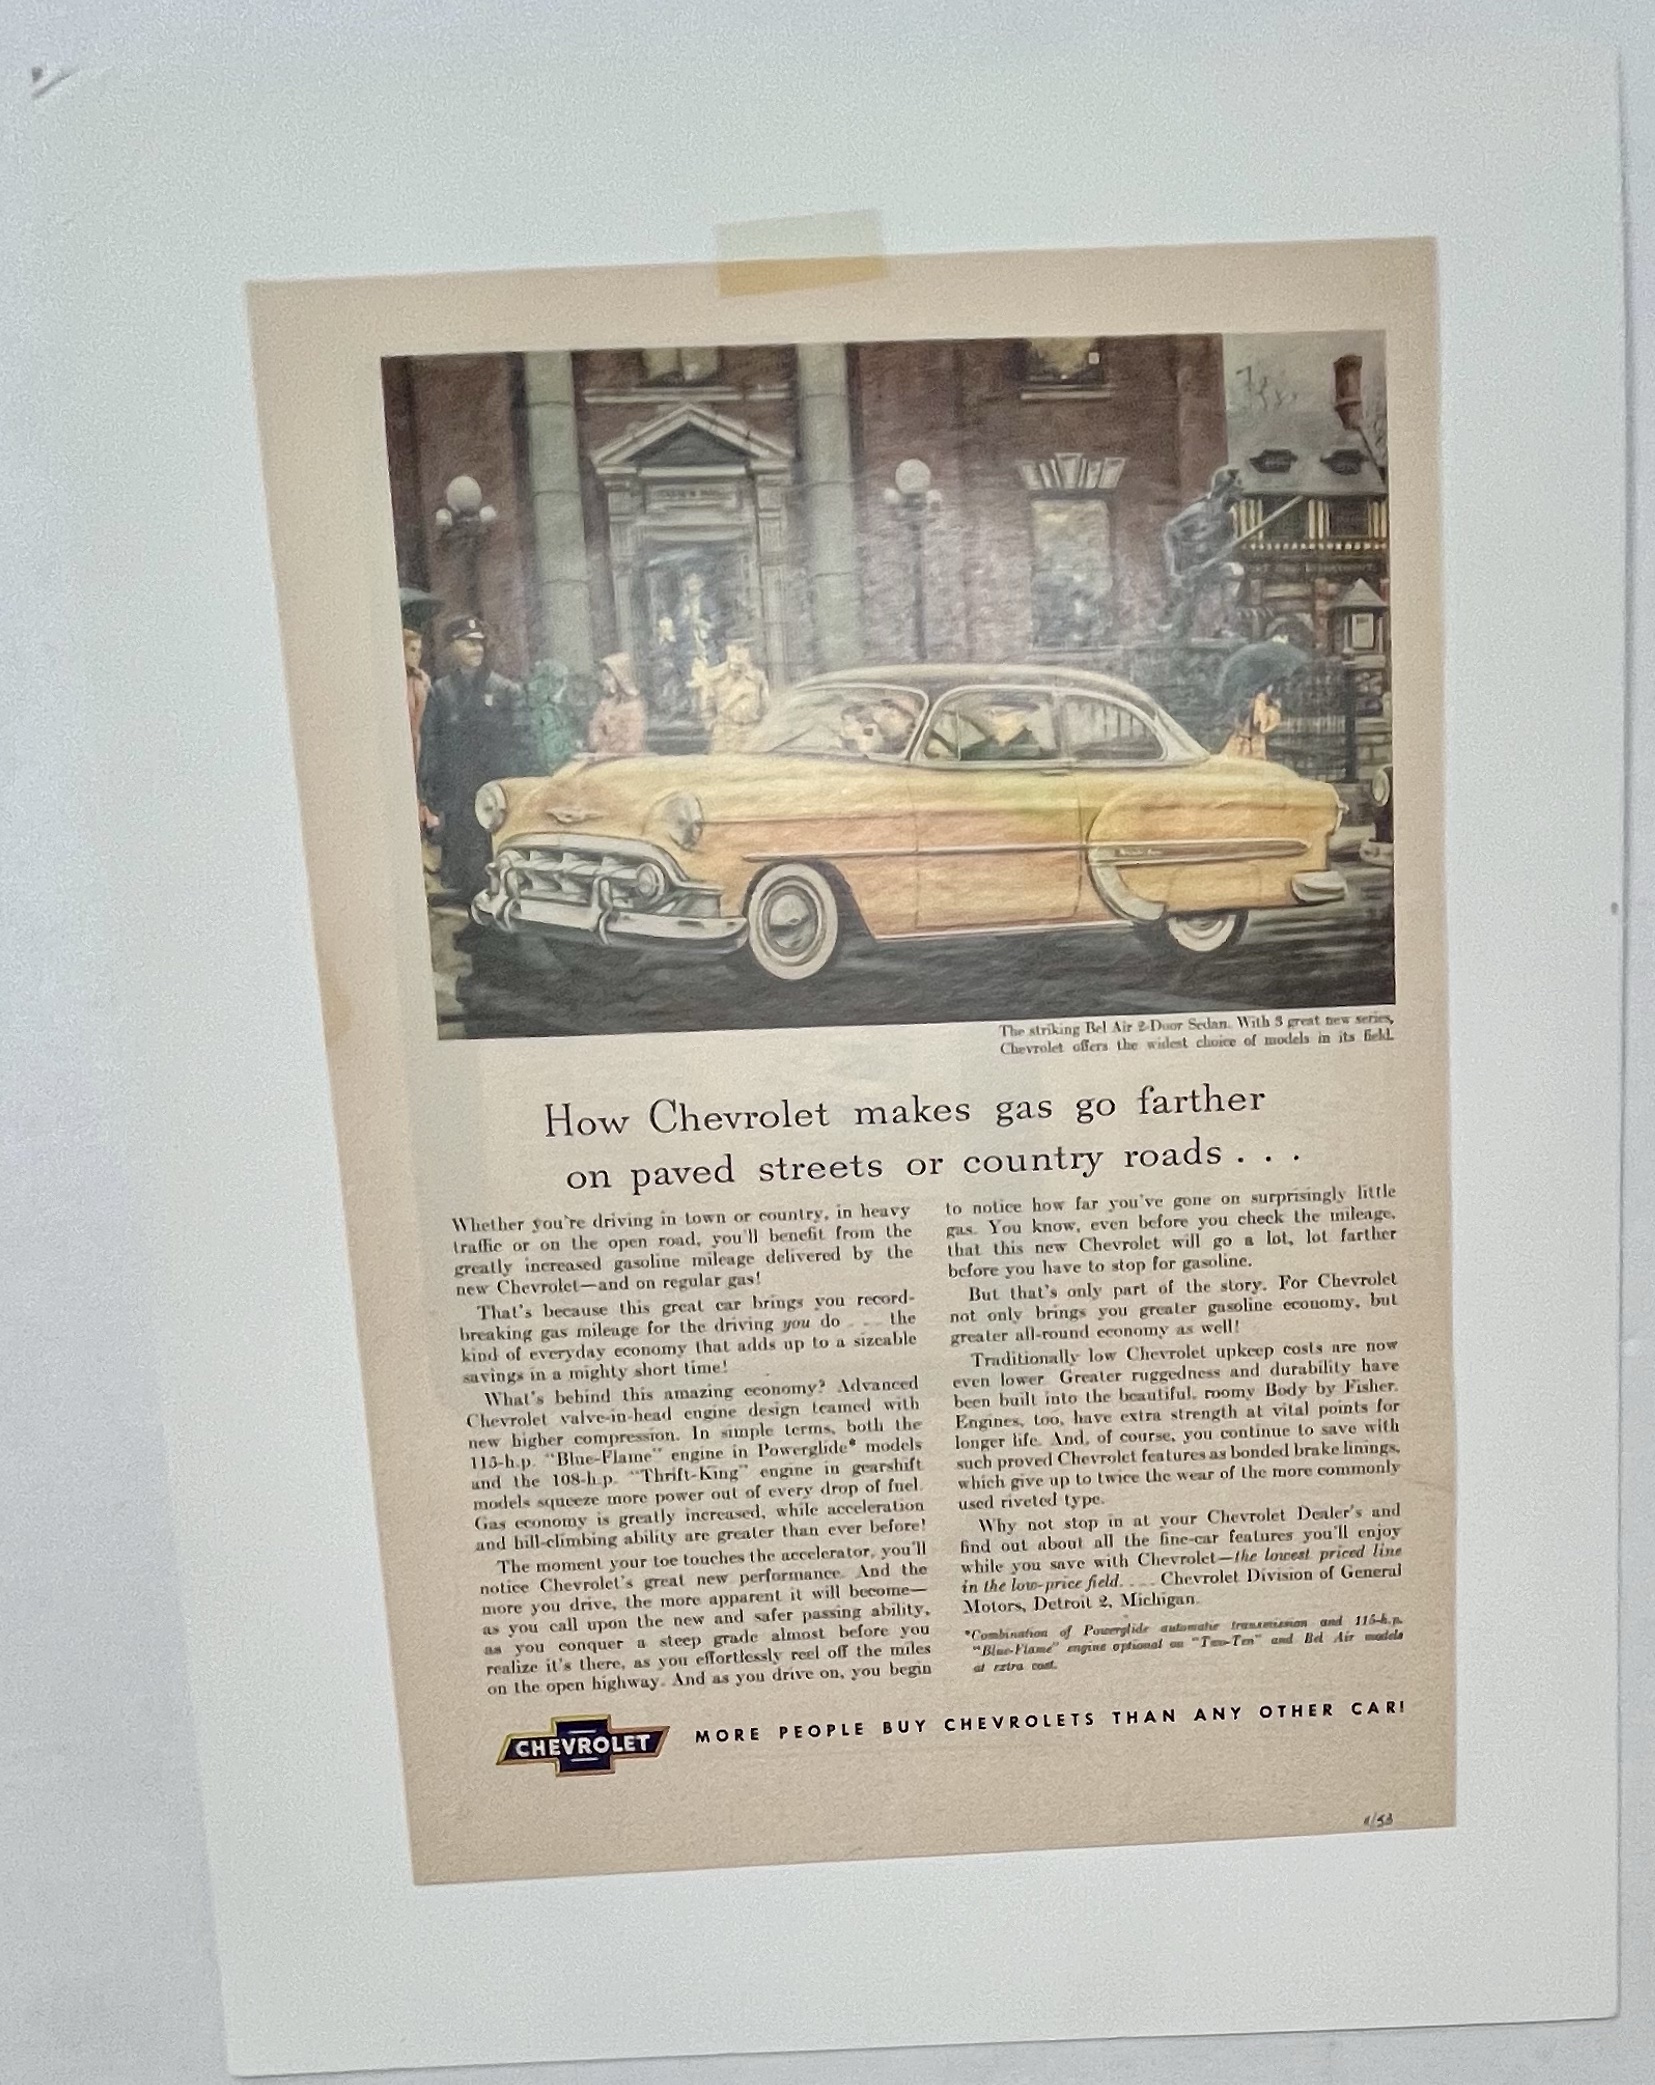 The striking Bel Air 2-Door Sedan. With 3 great new series,
Chevrolet offers the widest choice of models in its field.
How Chevrolet makes gas go farther
on paved streets or country roads . . .
Whether you're driving in town or country, in heavy
traffic or on the open road, you'll benefit from the
greatly increased gasoline mileage delivered by the
new Chevrolet—and on regular gas!
That's because this great car brings you record-
breaking gas mileage for the driving you do . . . the
kind of everyday economy that adds up to a sizeable
savings in a mighty short time!
What's behind this amazing economy? Advanced
Chevrolet valve-in-head engine design teamed with
new higher compression. In simple terms, both the
115-h.p. "Blue-Flame" engine in Powerglide* models
and the 108-h.p. "Thrift-King" engine in gearshift
models squeeze more power out of every drop of fuel.
Gas economy is greatly increased, while acceleration
and hill-climbing ability are greater than ever before!
The moment your toe touches the accelerator, you'll
notice Chevrolet's great new performance. And the
more you drive, the more apparent it will become—
as you call upon the new and safer passing ability,
as you conquer a steep grade almost before you
realize it's there, as you effortlessly reel off the miles
on the open highway. And as you drive on, you begin
to notice how far you've gone on surprisingly little
gas. You know, even before you check the mileage,
that this new Chevrolet will go a lot, lot farther
before you have to stop for gasoline.
But that's only part of the story. For Chevrolet
not only brings you greater gasoline economy, but
greater all-round economy as well!
Traditionally low Chevrolet upkeep costs are now
even lower. Greater ruggedness and durability have
been built into the beautiful, roomy Body by Fisher.
Engines, too, have extra strength at vital points for
longer life. And, of course, you continue to save with
such proved Chevrolet features as bonded brake linings,
which give up to twice the wear of the more commonly
used riveted type.
Why not stop in at your Chevrolet Dealer's and
find out about all the fine-car features you'll enjoy
while you save with Chevrolet—the lowest priced line
in the low-price field. . . . Chevrolet Division of General
Motors, Detroit 2, Michigan.
*Combination of Powerglide automatic transmission and 115-h.p.
"Blue-Flame" engine optional on "Two-Ten" and Bel Air models
at extra cost.
CHEVROLET
MORE PEOPLE BUY CHEVROLETS THAN ANY OTHER CAR!